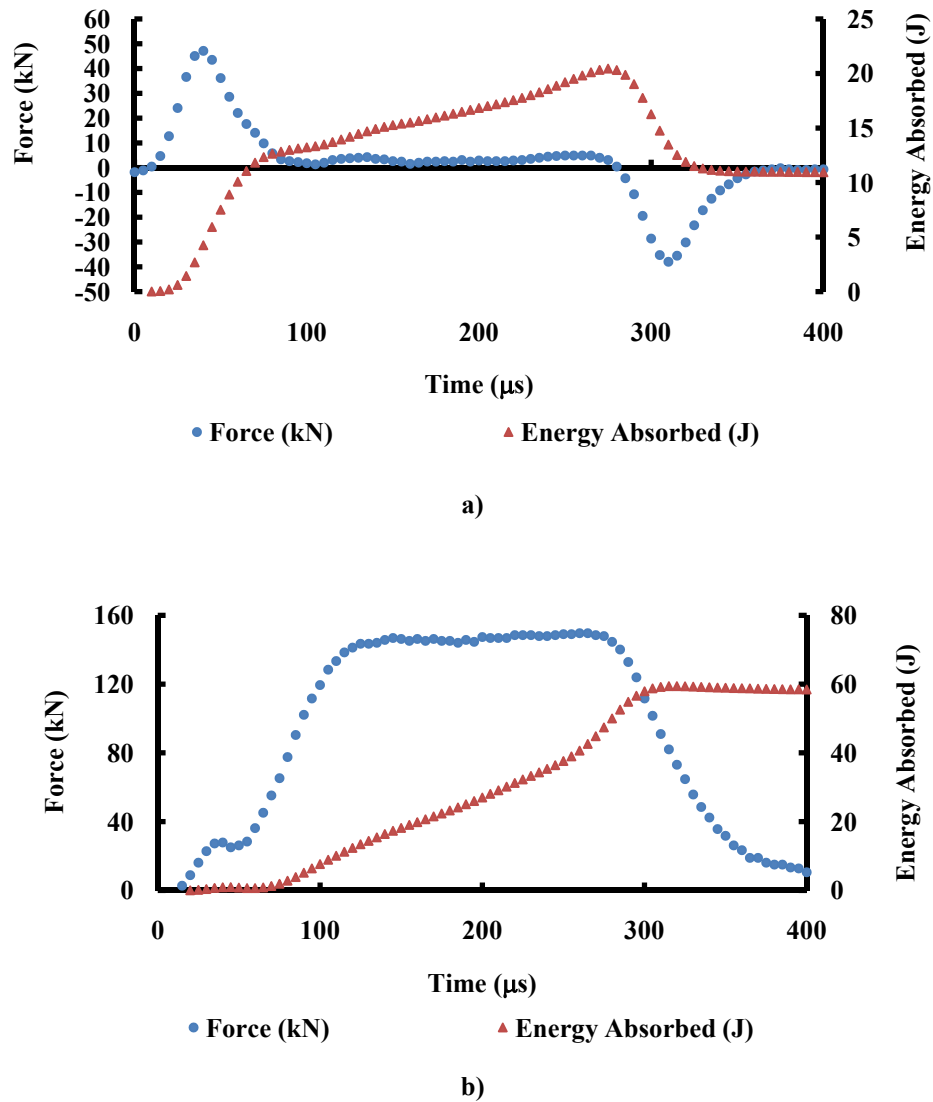 60
50
40
30
20
10
0
-10
-20
-30
-40
-50
Force (kN)
25
20
15
10
5
0
Energy Absorbed (J)
0 100 200 300 400
Time (μs)
Force (kN) Energy Absorbed (J)
a)
160
120
80
40
0
Force (kN)
80
60
40
20
0
Energy Absorbed (J)
0 100 200 300 400
Time (μs)
Force (kN) Energy Absorbed (J)
b)